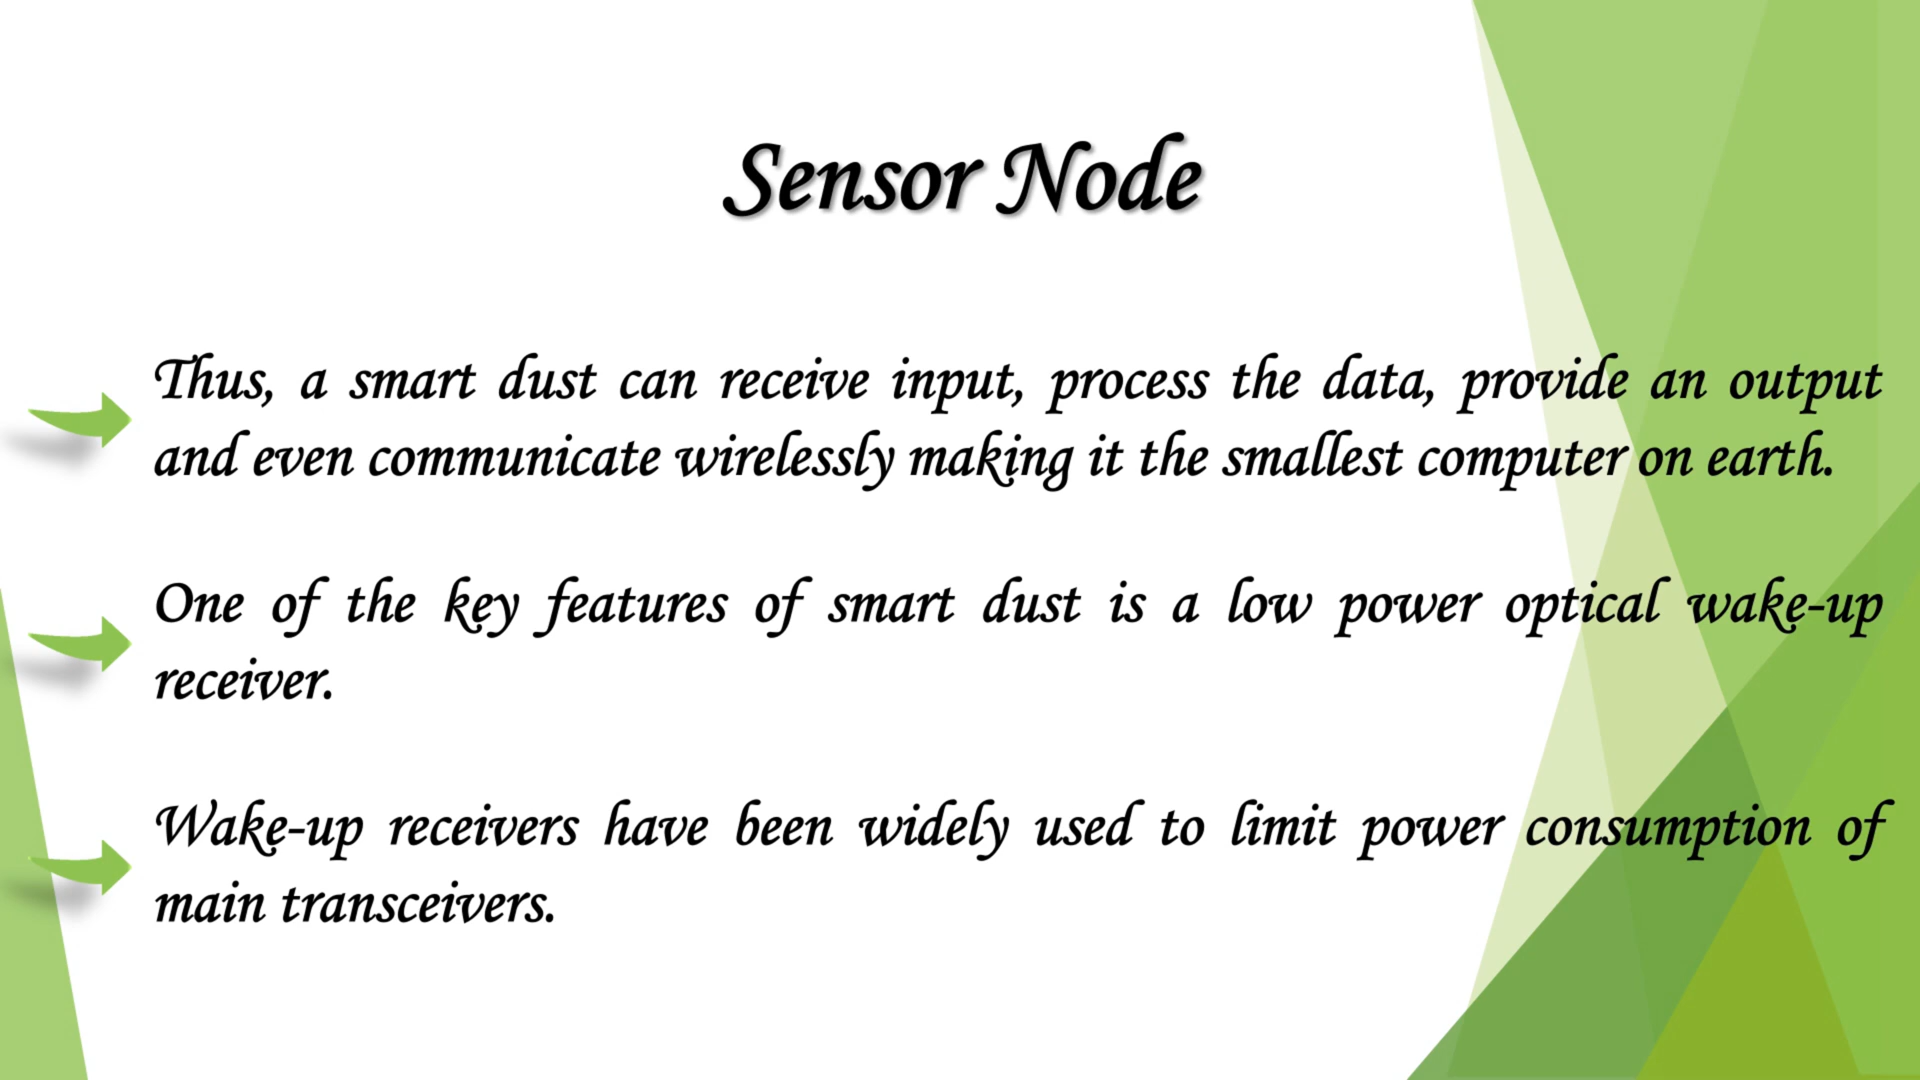 Sensor Node
Thus, a smart dust can receive input, process the data, provide an output
and even communicate wirelessly making it the smallest computer on earth.
One of the key features of smart dust is a low power optical wake-up
receiver.
Wake-up receivers have been widely used to limit power consumption of
main transceivers.